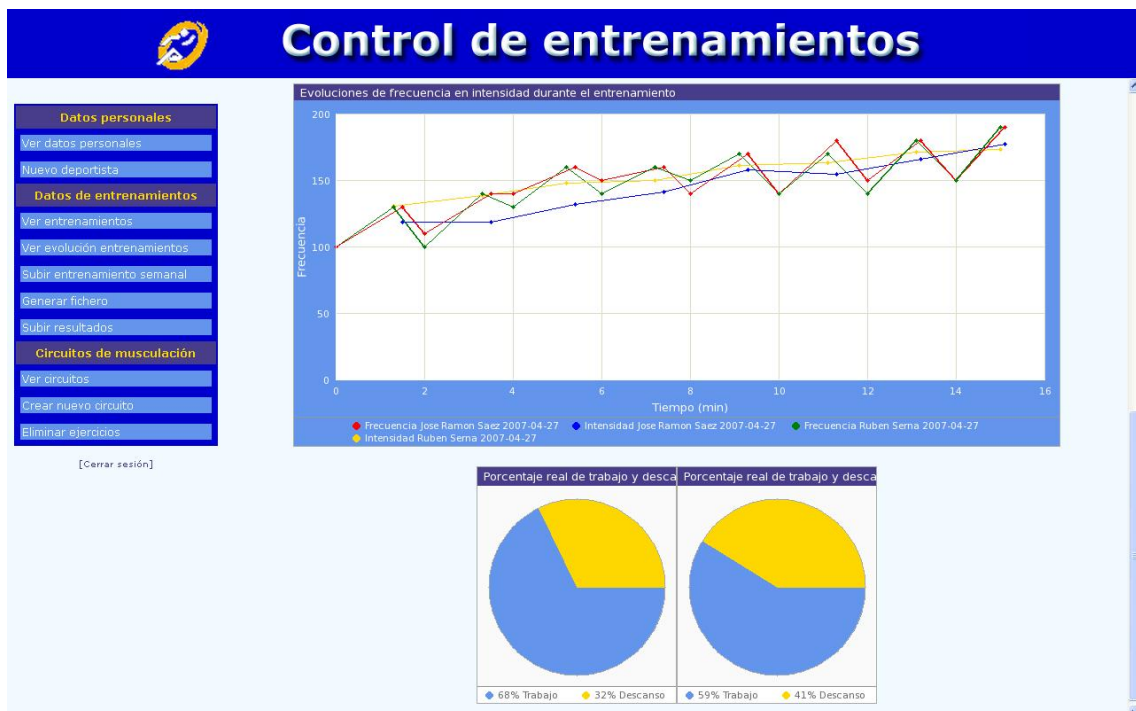 Control de entrenamientos
Datos personales
Ver datos personales
Nuevo deportista
Datos de entrenamientos
Ver entrenamientos
Ver evolución entrenamientos
Subir entrenamiento semanal
Generar fichero
Subir resultados
Circuitos de musculación
Ver circuitos
Crear nuevo circuito
Eliminar ejercicios
[Cerrar sesión]
Evoluciones de frecuencia en intensidad durante el entrenamiento
200
150
100
50
0
Frecuencia
0 2 4 6 8 10 12 14 16
Tiempo (min)
Frecuencia Jose Ramon Saez 2007-04-27 Intensidad Jose Ramon Saez 2007-04-27 Frecuencia Ruben Serna 2007-04-27
Intensidad Ruben Serna 2007-04-27
Porcentaje real de trabajo y desca
68% Trabajo 32% Descanso
Porcentaje real de trabajo y desca
59% Trabajo 41% Descanso